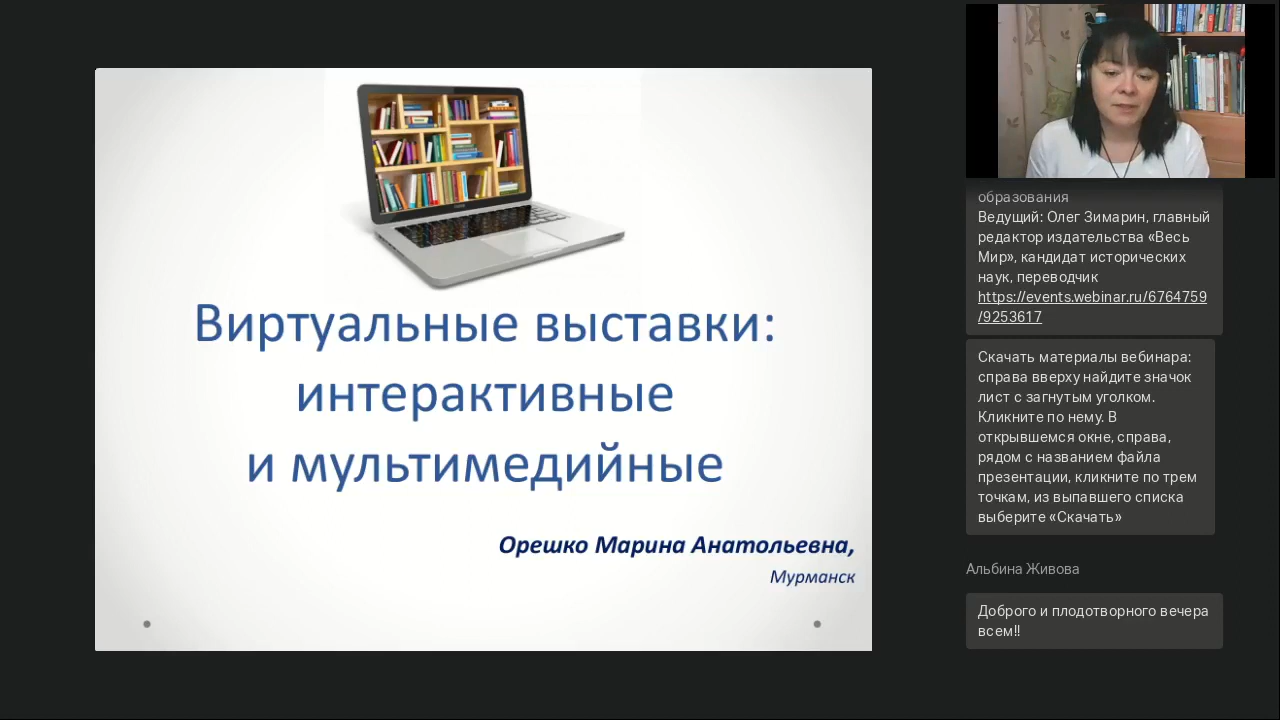 Виртуальные выставки:
интерактивные
и мультимедийные
Орешко Марина Анатольевна,
Мурманск
образования
Ведущий: Олег Зимарин, главный
редактор издательства «Весь
Мир», кандидат исторических
наук, переводчик
https://events.webinar.ru/6764759
/9253617
Скачать материалы вебинара:
справа вверху найдите значок
лист с загнутым уголком.
Кликните по нему. В
открывшемся окне, справа,
рядом с названием файла
презентации, кликните по трем
точкам, из выпавшего списка
выберите «Скачать»
Альбина Живова
Доброго и плодотворного вечера
всем!!